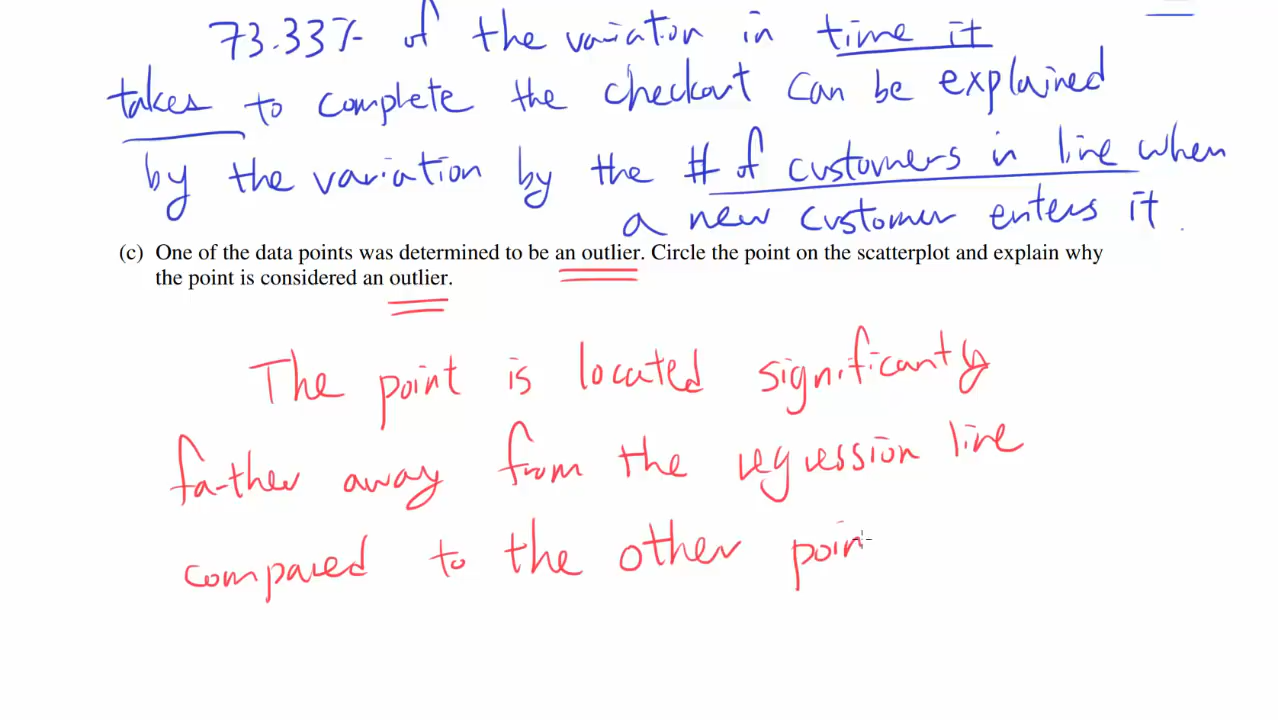 73.33% of the variation in time it
takes to complete the checkout can be explained
by the variation by the # of customers in line when
a new customer enters it.
(c) One of the data points was determined to be an outlier. Circle the point on the scatterplot and explain why
the point is considered an outlier.
The point is located significantly
farther away from the regression line
compared to the other poin